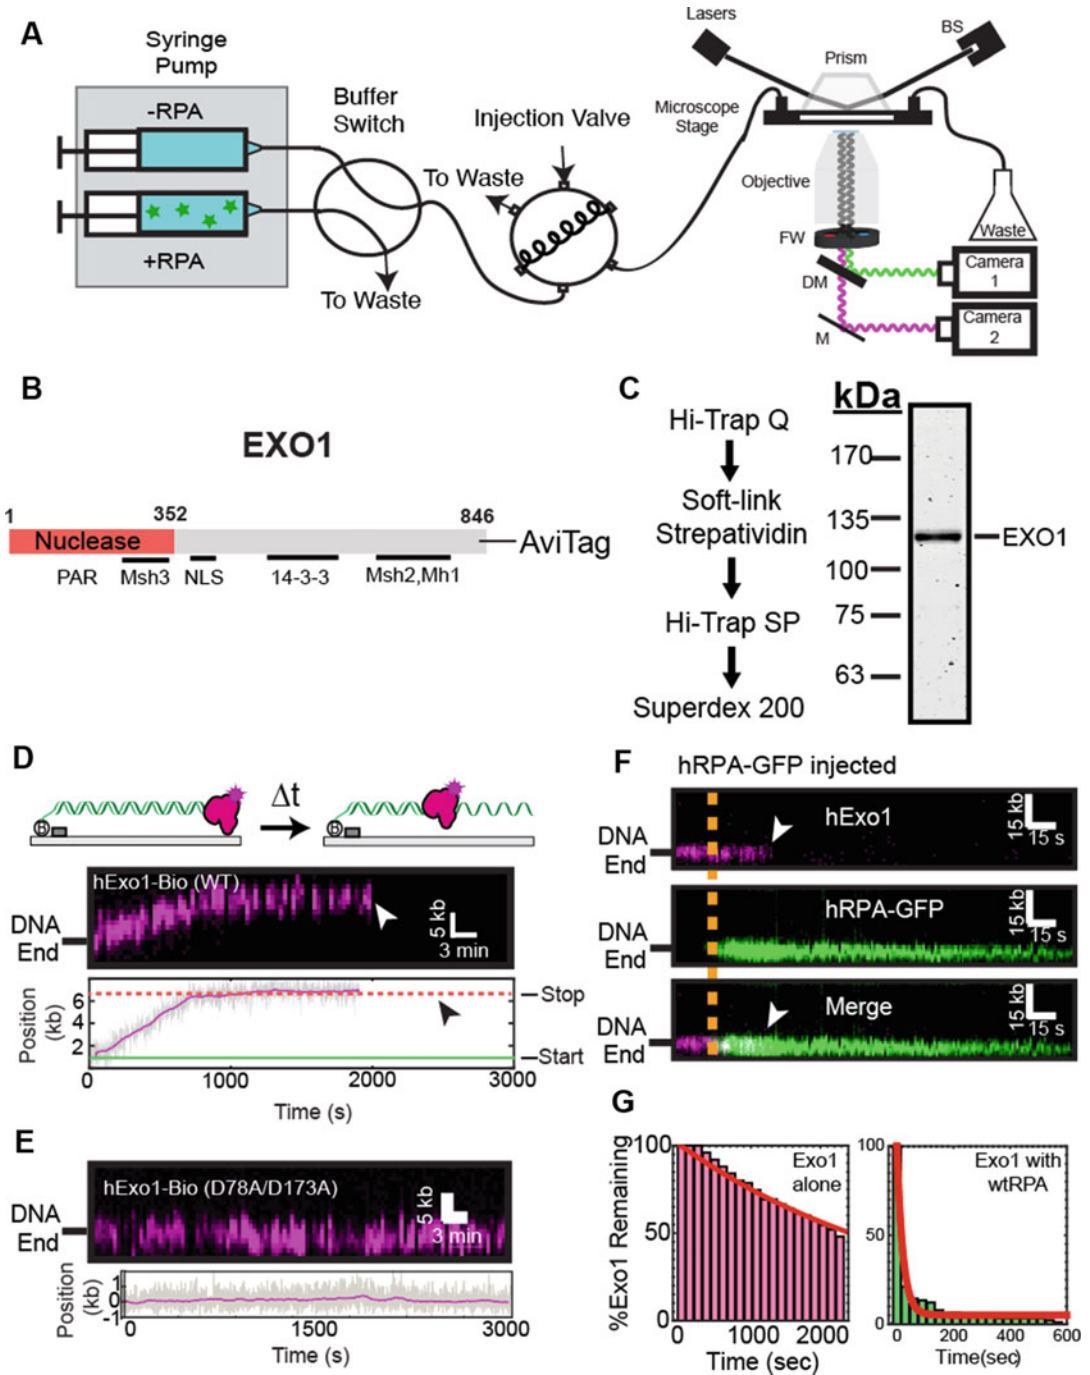 A
Syringe
Pump
-RPA
+RPA
Buffer
Switch
To Waste
Injection Valve
To Waste
Lasers
BS
Prism
Microscope
Stage
Objective
FW
DM
M
Waste
Camera
1
Camera
2
B
EXO1
1
352
846
Nuclease
AviTag
PAR
Msh3
NLS
14-3-3
Msh2,Mh1
C
Hi-Trap Q
Soft-link
Strepatividin
Hi-Trap SP
Superdex 200
kDa
170
135
100
75
63
EXO1
D
Δt
B
B
hExo1-Bio (WT)
DNA
End
5 kb
3 min
Position
(kb)
6
4
2
Stop
Start
0
1000
2000
3000
Time (s)
E
hExo1-Bio (D78A/D173A)
DNA
End
5 kb
3 min
Position
(kb)
1
0
-1
0
1500
3000
Time (s)
F
hRPA-GFP injected
hExo1
DNA
End
15 kb
15 s
hRPA-GFP
DNA
End
15 kb
15 s
Merge
DNA
End
15 kb
15 s
G
%Exo1 Remaining
100
50
0
Exo1
alone
0
1000
2000
Time (sec)
100
50
0
Exo1 with
wtRPA
0
200
400
600
Time(sec)